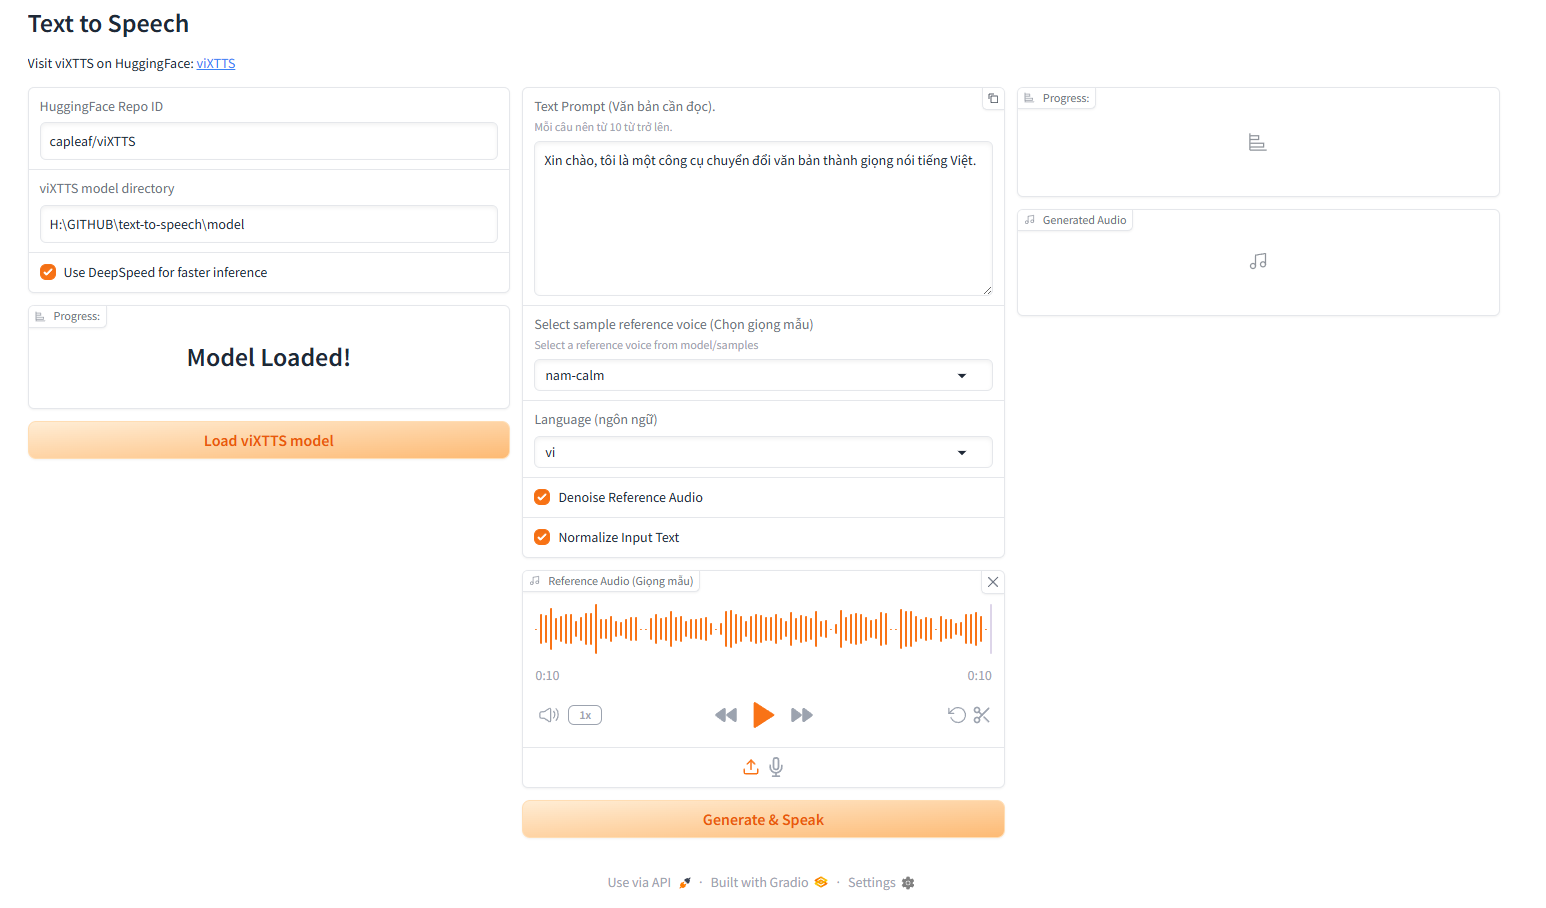 Text to Speech
Visit viXTTS on HuggingFace: viXTTS
HuggingFace Repo ID
capleaf/viXTTS
viXTTS model directory
H:\GITHUB\text-to-speech\model
Use DeepSpeed for faster inference
Progress:
Model Loaded!
Load viXTTS model
Text Prompt (Văn bản cần đọc).
Mỗi câu nên từ 10 từ trở lên.
Xin chào, tôi là một công cụ chuyển đổi văn bản thành giọng nói tiếng Việt.
Select sample reference voice (Chọn giọng mẫu)
Select a reference voice from model/samples
nam-calm
Language (ngôn ngữ)
vi
Denoise Reference Audio
Normalize Input Text
Reference Audio (Giọng mẫu)
0:10 0:10
1x
Generate & Speak
Progress:
Generated Audio
Use via API · Built with Gradio · Settings